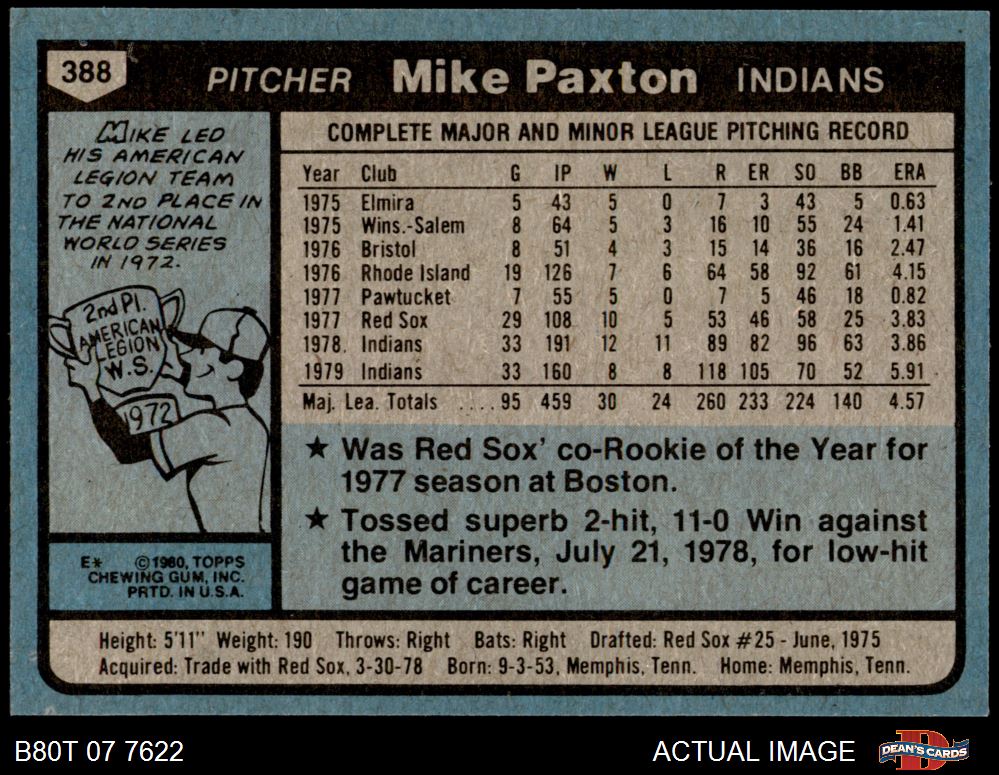 388
PITCHER Mike Paxton INDIANS
MIKE LED
HIS AMERICAN
LEGION TEAM
TO 2ND PLACE IN
THE NATIONAL
WORLD SERIES
IN 1972.
2nd Pl.
AMERICAN
LEGION
W.S.
1972
E* ©1980, TOPPS
CHEWING GUM, INC.
PRTD. IN U.S.A.
COMPLETE MAJOR AND MINOR LEAGUE PITCHING RECORD
Year Club G IP W L R ER SO BB ERA
1975 Elmira 5 43 5 0 7 3 43 5 0.63
1975 Wins.-Salem 8 64 5 3 16 10 55 24 1.41
1976 Bristol 8 51 4 3 15 14 36 16 2.47
1976 Rhode Island 19 126 7 6 64 58 92 61 4.15
1977 Pawtucket 7 55 5 0 7 5 46 18 0.82
1977 Red Sox 29 108 10 5 53 46 58 25 3.83
1978. Indians 33 191 12 11 89 82 96 63 3.86
1979 Indians 33 160 8 8 118 105 70 52 5.91
Maj. Lea. Totals .... 95 459 30 24 260 233 224 140 4.57
★ Was Red Sox' co-Rookie of the Year for
1977 season at Boston.
★ Tossed superb 2-hit, 11-0 Win against
the Mariners, July 21, 1978, for low-hit
game of career.
Height: 5'11" Weight: 190 Throws: Right Bats: Right Drafted: Red Sox #25 - June, 1975
Acquired: Trade with Red Sox, 3-30-78 Born: 9-3-53, Memphis, Tenn. Home: Memphis, Tenn.
B80T 07 7622 ACTUAL IMAGE
D
DEAN'S CARDS